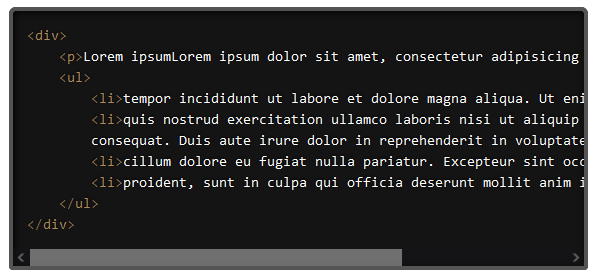 <div>
<p>Lorem ipsumLorem ipsum dolor sit amet, consectetur adipisicing
<ul>
<li>tempor incididunt ut labore et dolore magna aliqua. Ut eni
<li>quis nostrud exercitation ullamco laboris nisi ut aliquip
consequat. Duis aute irure dolor in reprehenderit in voluptate
<li>cillum dolore eu fugiat nulla pariatur. Excepteur sint occ
<li>proident, sunt in culpa qui officia deserunt mollit anim i
</ul>
</div>